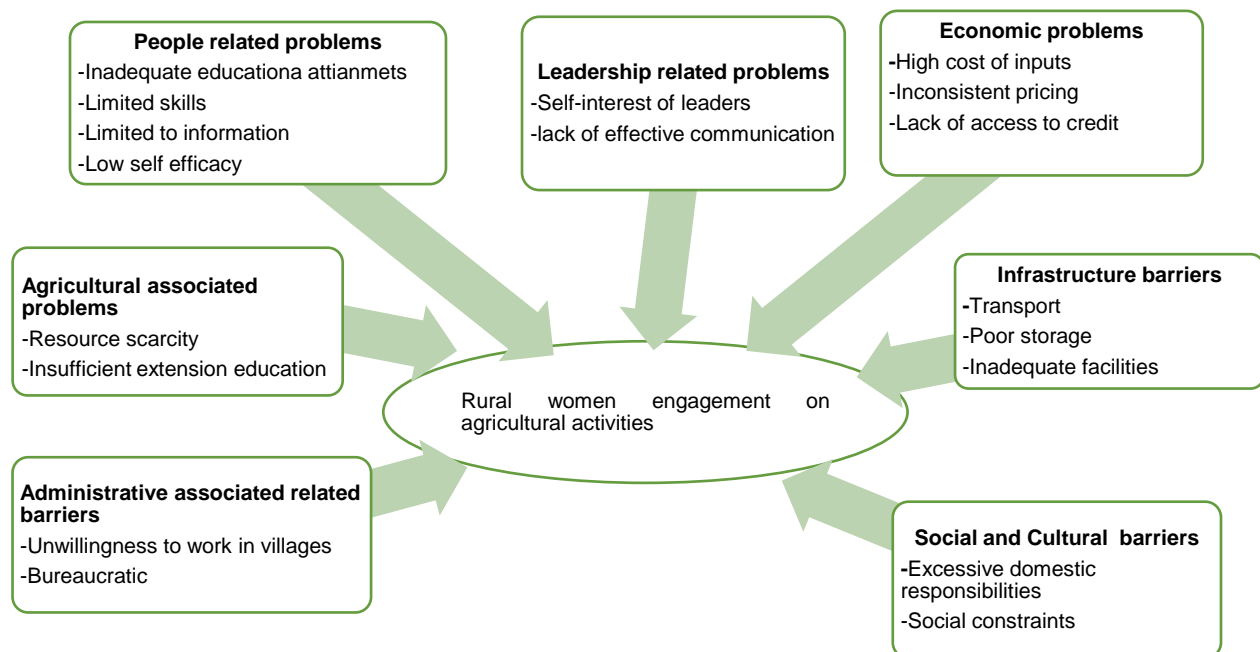 People related problems
-Inadequate educationa attianmets
-Limited skills
-Limited to information
-Low self efficacy
Leadership related problems
-Self-interest of leaders
-lack of effective communication
Economic problems
-High cost of inputs
-Inconsistent pricing
-Lack of access to credit
Agricultural associated
problems
-Resource scarcity
-Insufficient extension education
Infrastructure barriers
-Transport
-Poor storage
-Inadequate facilities
Rural women engagement on
agricultural activities
Administrative associated related
barriers
-Unwillingness to work in villages
-Bureaucratic
Social and Cultural barriers
-Excessive domestic
responsibilities
-Social constraints